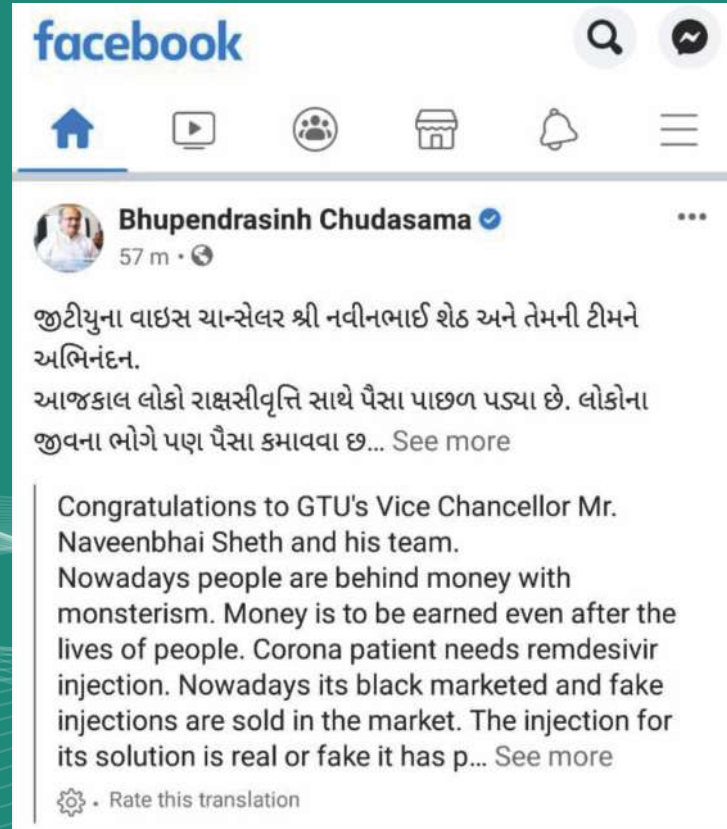 facebook
Bhupendrasinh Chudasama
57 m ·
જીટીયુના વાઇસ ચાન્સેલર શ્રી નવીનભાઈ શેઠ અને તેમની ટીમને
અભિનંદન.
આજકાલ લોકો રાક્ષસીવૃત્તિ સાથે પૈસા પાછળ પડ્યા છે. લોકોના
જીવના ભોગે પણ પૈસા કમાવવા છ... See more
Congratulations to GTU's Vice Chancellor Mr.
Naveenbhai Sheth and his team.
Nowadays people are behind money with
monsterism. Money is to be earned even after the
lives of people. Corona patient needs remdesivir
injection. Nowadays its black marketed and fake
injections are sold in the market. The injection for
its solution is real or fake it has p... See more
· Rate this translation